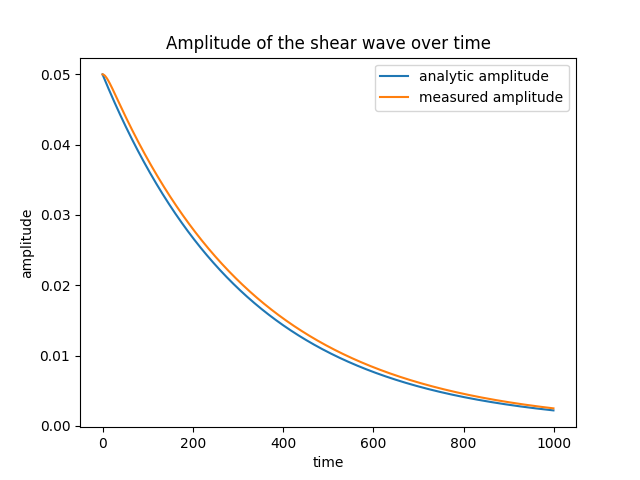 Amplitude of the shear wave over time
analytic amplitude
measured amplitude
amplitude
0.05
0.04
0.03
0.02
0.01
0.00
0 200 400 600 800 1000
time